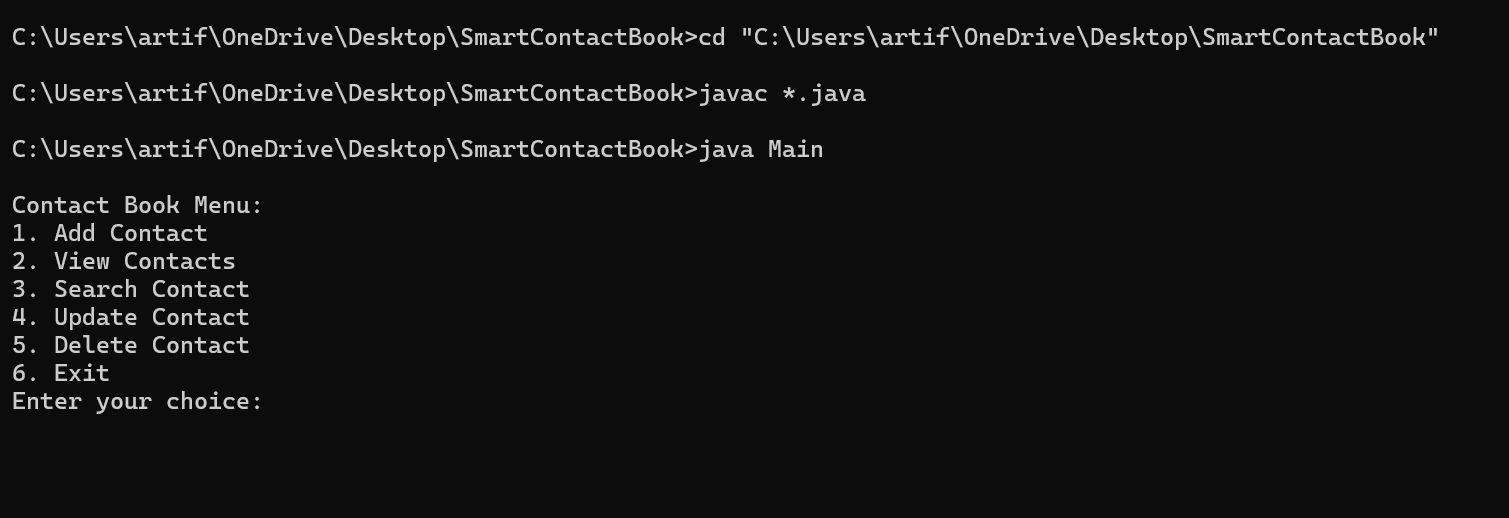 C:\Users\artif\OneDrive\Desktop\SmartContactBook>cd "C:\Users\artif\OneDrive\Desktop\SmartContactBook"
C:\Users\artif\OneDrive\Desktop\SmartContactBook>javac *.java
C:\Users\artif\OneDrive\Desktop\SmartContactBook>java Main
Contact Book Menu:
1. Add Contact
2. View Contacts
3. Search Contact
4. Update Contact
5. Delete Contact
6. Exit
Enter your choice: